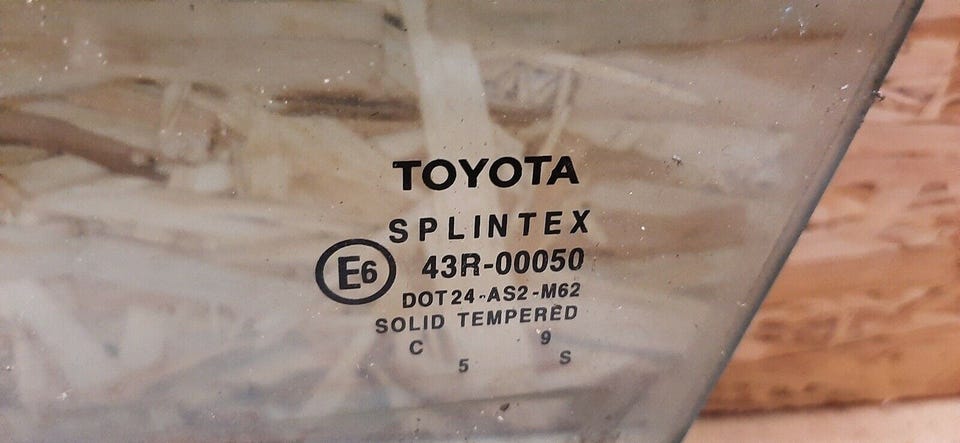 TOYOTA
SPLINTEX
E6 43R-00050
DOT24-AS2-M62
SOLID TEMPERED
C 9
5 S